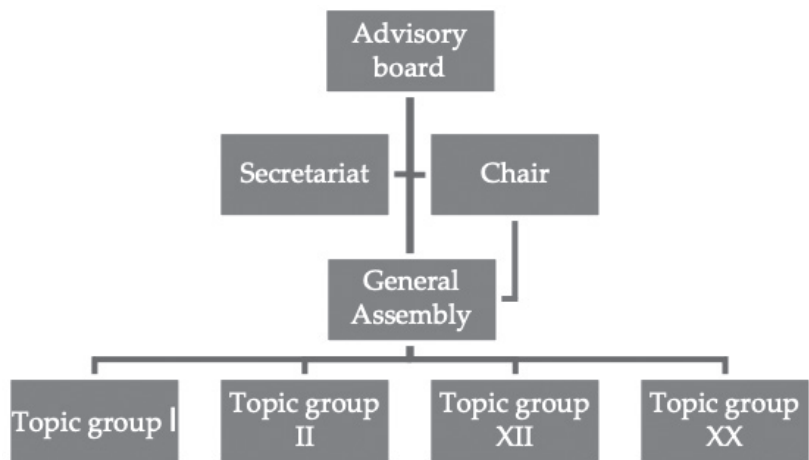 Advisory
board
Secretariat
Chair
General
Assembly
Topic group I
Topic group
II
Topic group
XII
Topic group
XX